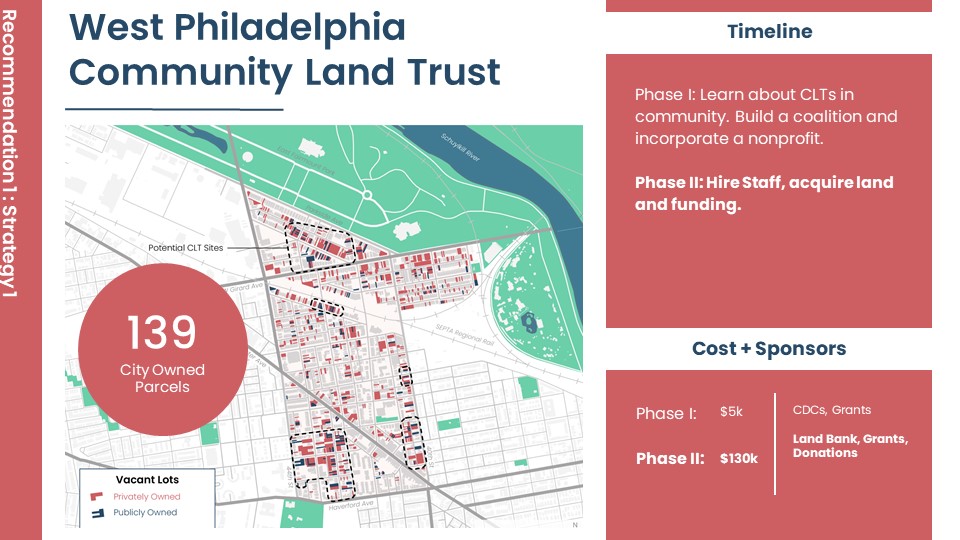 Recommendation 1 : Strategy 1
West Philadelphia
Community Land Trust
Schuylkill River
Potential CLT Sites
Girard Ave
SEPTA Regional Rail
139
City Owned
Parcels
Haverford Ave
Vacant Lots
Privately Owned
Publicly Owned
N
Timeline
Phase I: Learn about CLTs in
community. Build a coalition and
incorporate a nonprofit.
Phase II: Hire Staff, acquire land
and funding.
Cost + Sponsors
Phase I: $5k CDCs, Grants
Phase II: $130k Land Bank, Grants,
Donations